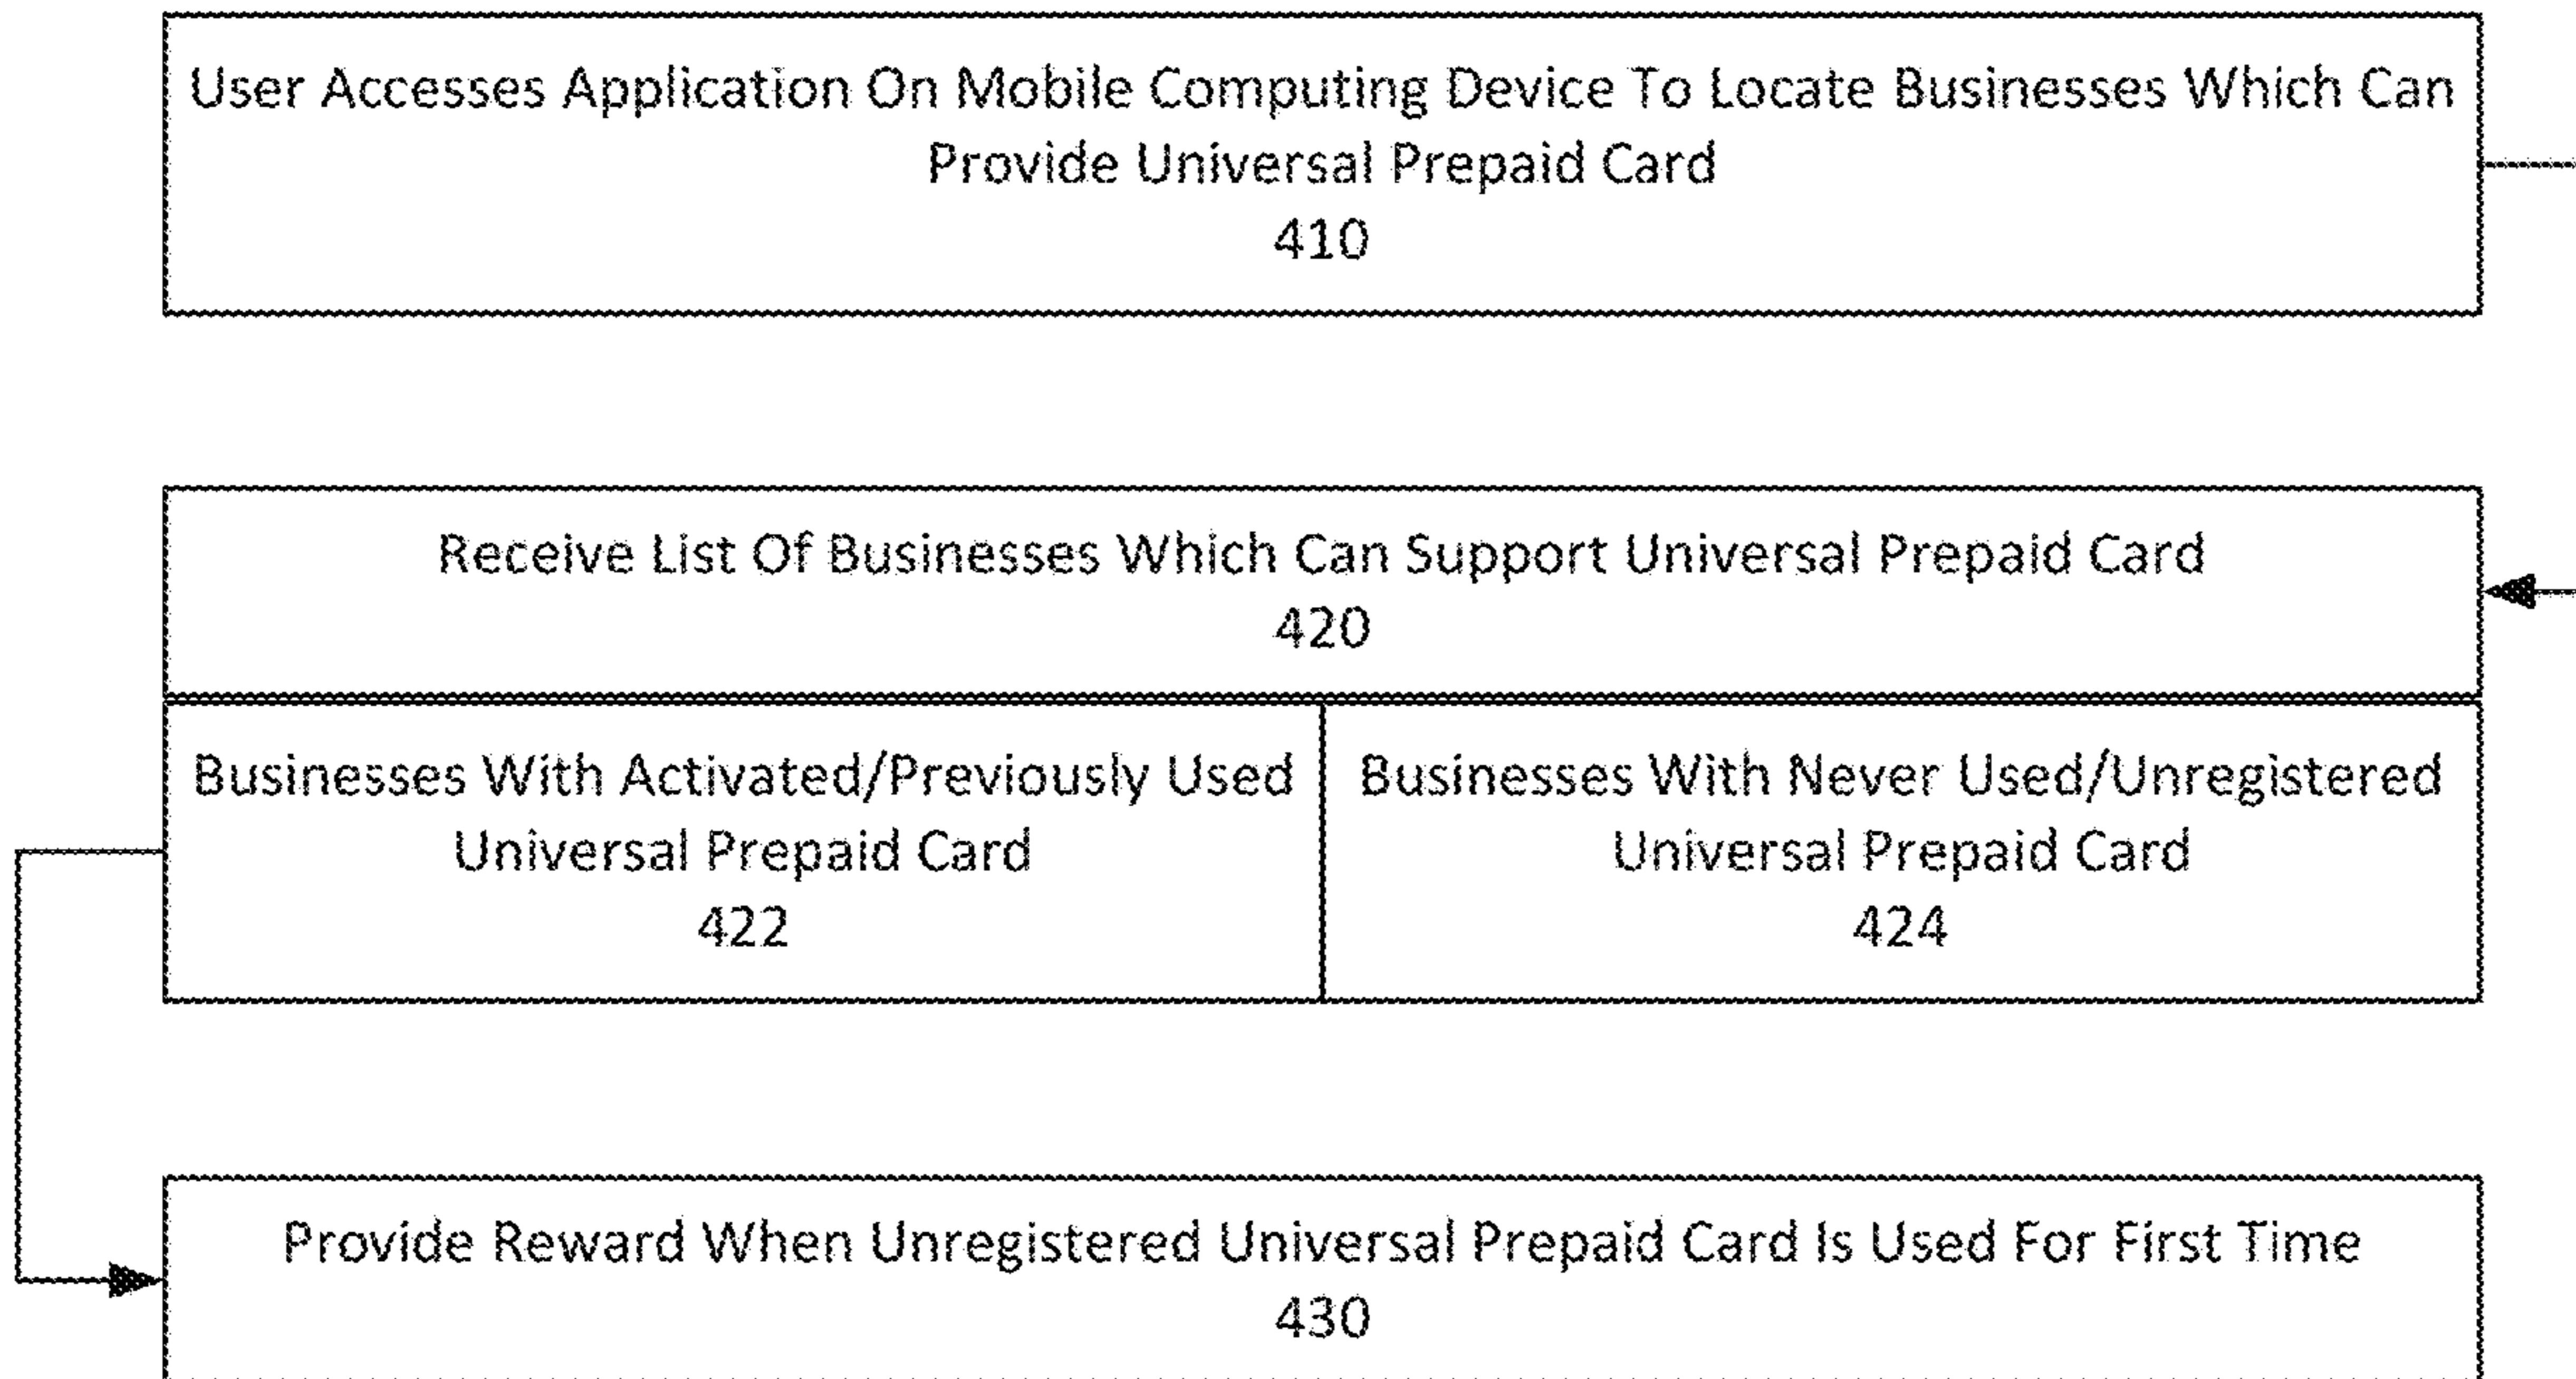 User Accesses Application On Mobile Computing Device To Locate Businesses Which Can
Provide Universal Prepaid Card
410
Receive List Of Businesses Which Can Support Universal Prepaid Card
420
Businesses With Activated/Previously Used
Universal Prepaid Card
422
Businesses With Never Used/Unregistered
Universal Prepaid Card
424
Provide Reward When Unregistered Universal Prepaid Card Is Used For First Time
430